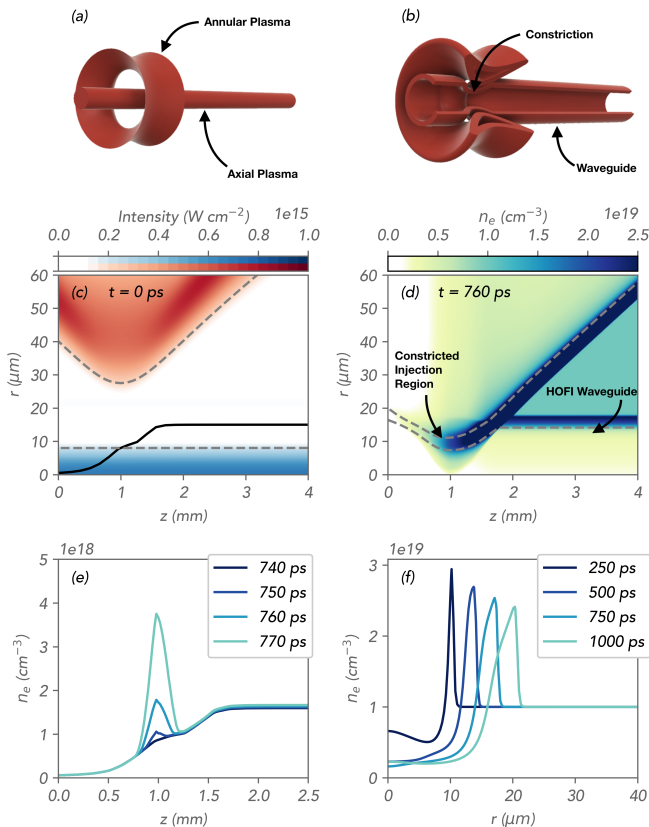 (a)
Annular Plasma
Axial Plasma
(b)
Constriction
Waveguide
Intensity (W cm⁻²)
1e15
0.0 0.2 0.4 0.6 0.8 1.0
(c)
t = 0 ps
60
50
40
30
20
10
0
r (μm)
0 1 2 3 4
z (mm)
nₑ (cm⁻³)
1e19
0.0 0.5 1.0 1.5 2.0 2.5
(d)
t = 760 ps
Constricted
Injection
Region
HOFI Waveguide
60
50
40
30
20
10
0
r (μm)
0 1 2 3 4
z (mm)
1e18
(e)
740 ps
750 ps
760 ps
770 ps
5
4
3
2
1
0
nₑ (cm⁻³)
0.0 0.5 1.0 1.5 2.0 2.5
z (mm)
1e19
(f)
250 ps
500 ps
750 ps
1000 ps
3
2
1
0
nₑ (cm⁻³)
0 10 20 30 40
r (μm)